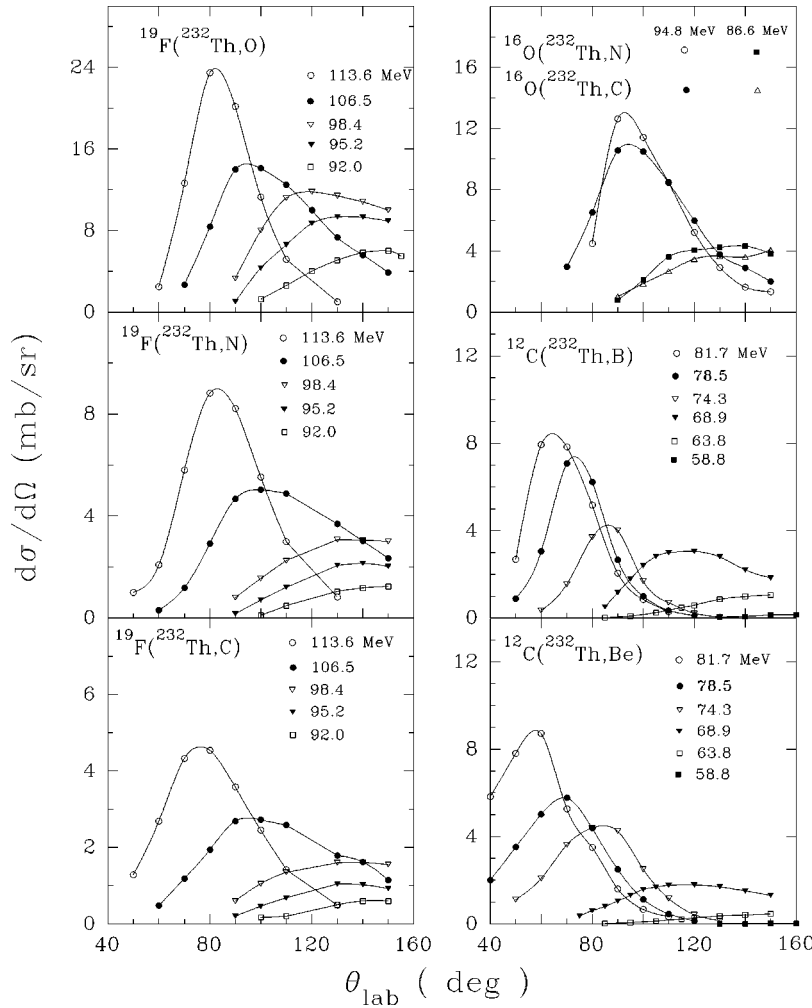 ¹⁹F(²³²Th,O)
113.6 MeV
106.5
98.4
95.2
92.0
24
16
8
0
¹⁶O(²³²Th,N)
¹⁶O(²³²Th,C)
94.8 MeV 86.6 MeV
16
12
8
4
0
¹⁹F(²³²Th,N)
113.6 MeV
106.5
98.4
95.2
92.0
8
4
0
¹²C(²³²Th,B)
81.7 MeV
78.5
74.3
68.9
63.8
58.8
12
8
4
0
¹⁹F(²³²Th,C)
113.6 MeV
106.5
98.4
95.2
92.0
6
4
2
0
40 80 120 160
¹²C(²³²Th,Be)
81.7 MeV
78.5
74.3
68.9
63.8
58.8
12
8
4
0
40 80 120 160
dσ/dΩ (mb/sr)
θlab ( deg )